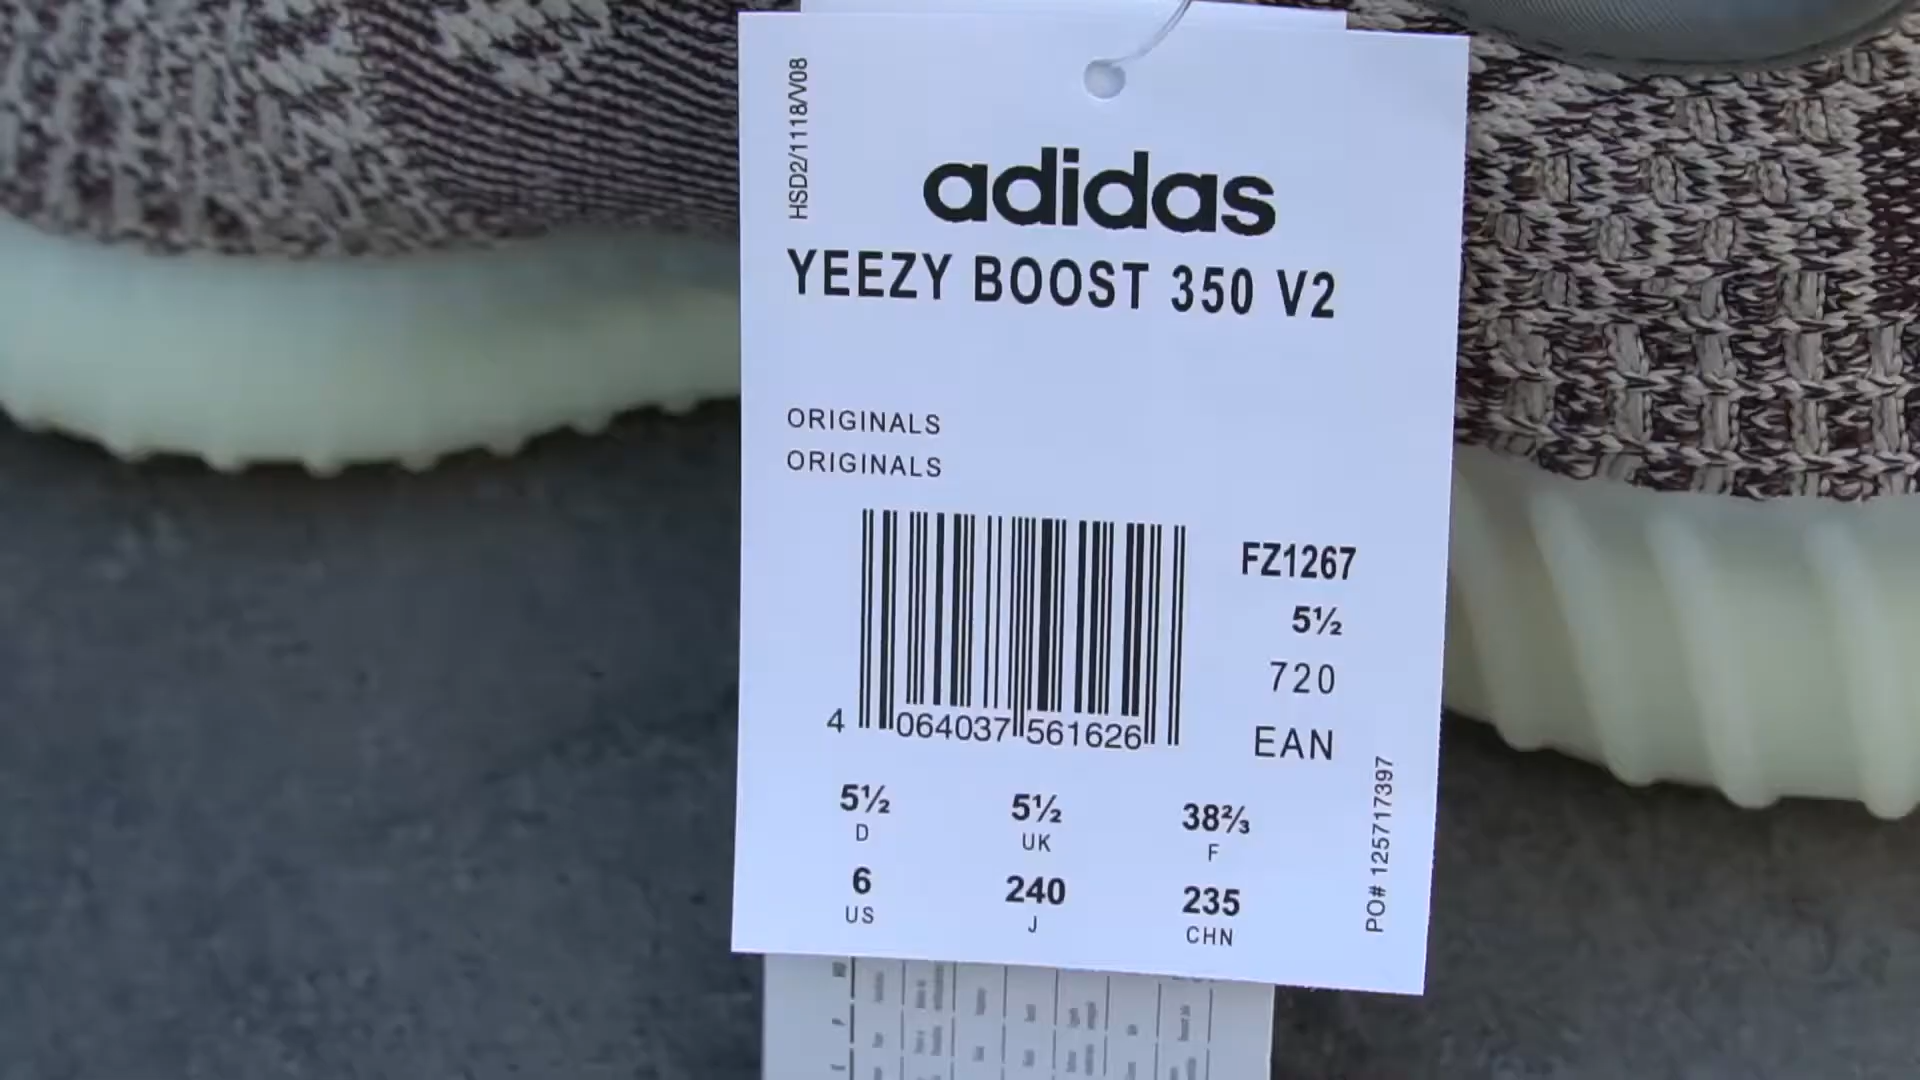 HSD2/1118/V08
adidas
YEEZY BOOST 350 V2
ORIGINALS
ORIGINALS
FZ1267
5½
720
EAN
4 064037 561626
5½ 5½ 38⅔
D UK F
6 240 235
US J CHN
PO# 125717397